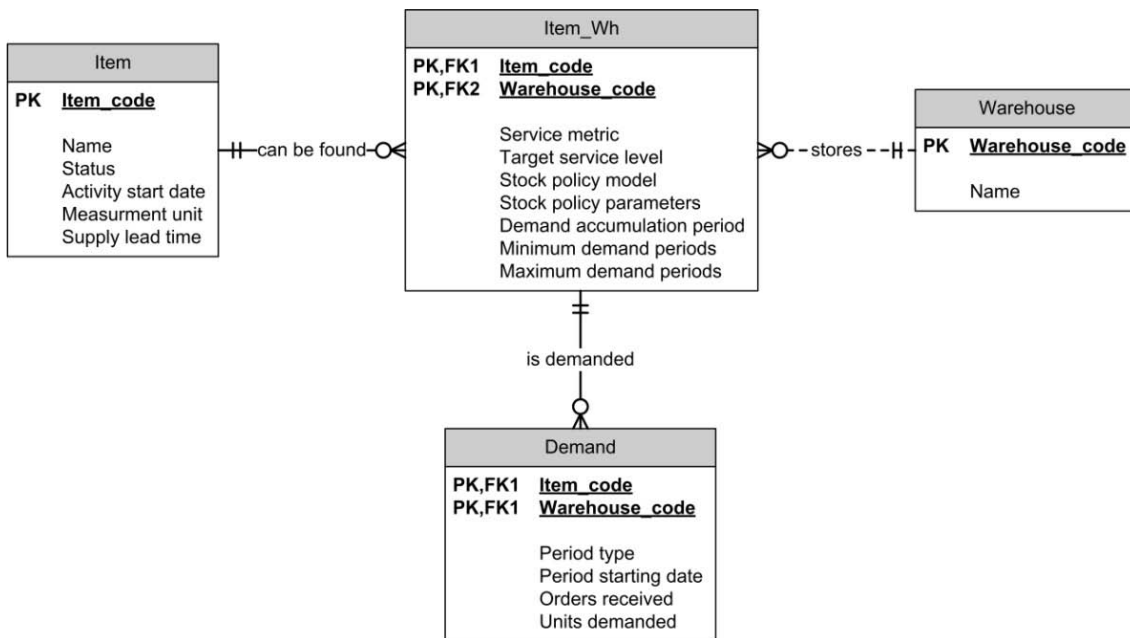 Item
PK Item_code
Name
Status
Activity start date
Measurment unit
Supply lead time
can be found
Item_Wh
PK,FK1 Item_code
PK,FK2 Warehouse_code
Service metric
Target service level
Stock policy model
Stock policy parameters
Demand accumulation period
Minimum demand periods
Maximum demand periods
stores
Warehouse
PK Warehouse_code
Name
is demanded
Demand
PK,FK1 Item_code
PK,FK1 Warehouse_code
Period type
Period starting date
Orders received
Units demanded